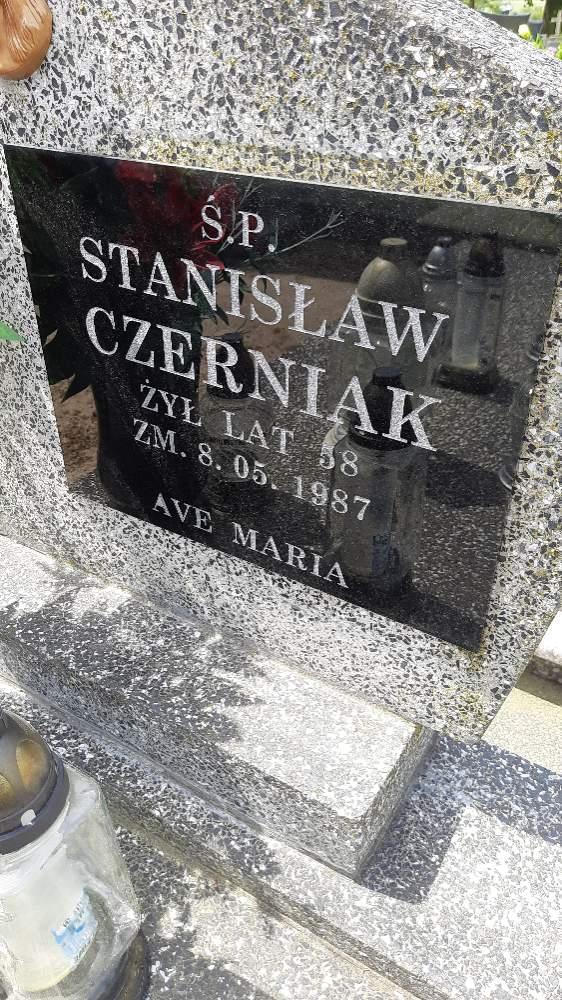 Ś.P.
STANISŁAW
CZERNIAK
ŻYŁ LAT 58
ZM. 8.05.1987
AVE MARIA